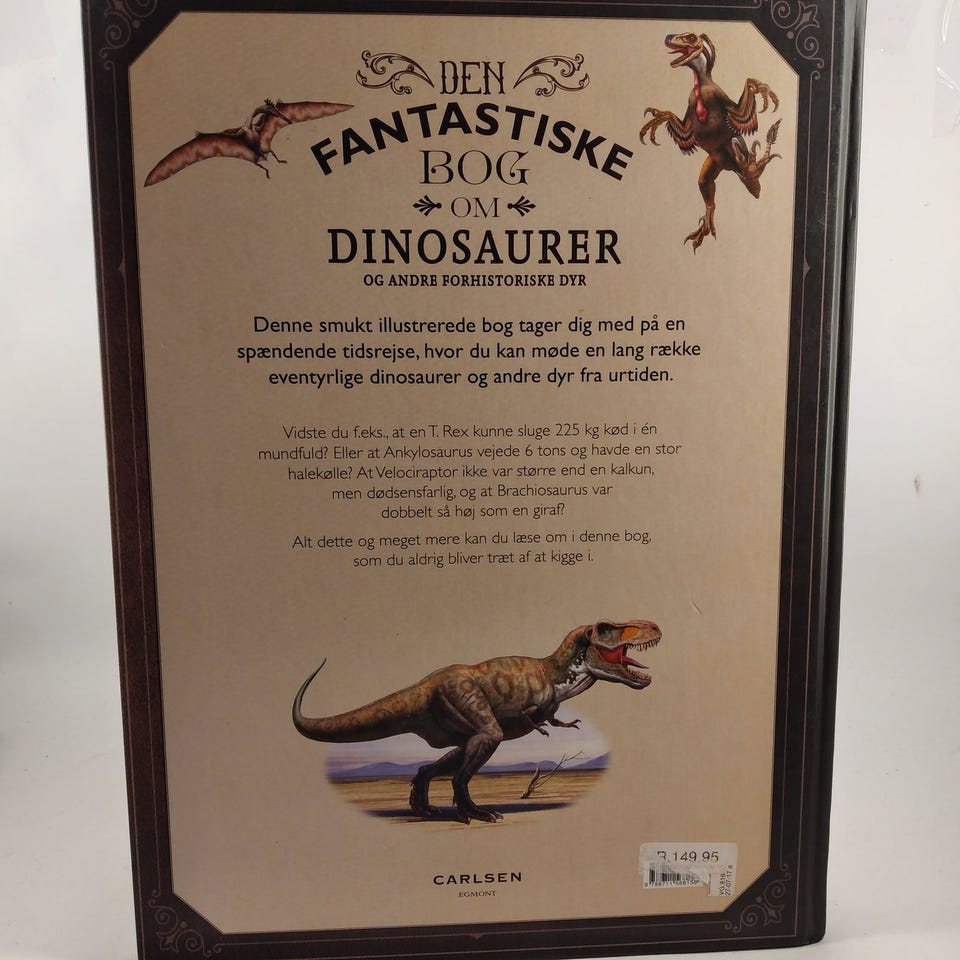 DEN
FANTASTISKE
BOG
OM
DINOSAURER
OG ANDRE FORHISTORISKE DYR
Denne smukt illustrerede bog tager dig med på en
spændende tidsrejse, hvor du kan møde en lang række
eventyrlige dinosaurer og andre dyr fra urtiden.
Vidste du f.eks., at en T. Rex kunne sluge 225 kg kød i én
mundfuld? Eller at Ankylosaurus vejede 6 tons og havde en stor
halekølle? At Velociraptor ikke var større end en kalkun,
men dødsensfarlig, og at Brachiosaurus var
dobbelt så høj som en giraf?
Alt dette og meget mere kan du læse om i denne bog,
som du aldrig bliver træt af at kigge i.
CARLSEN
EGMONT
149,95
27-07-17